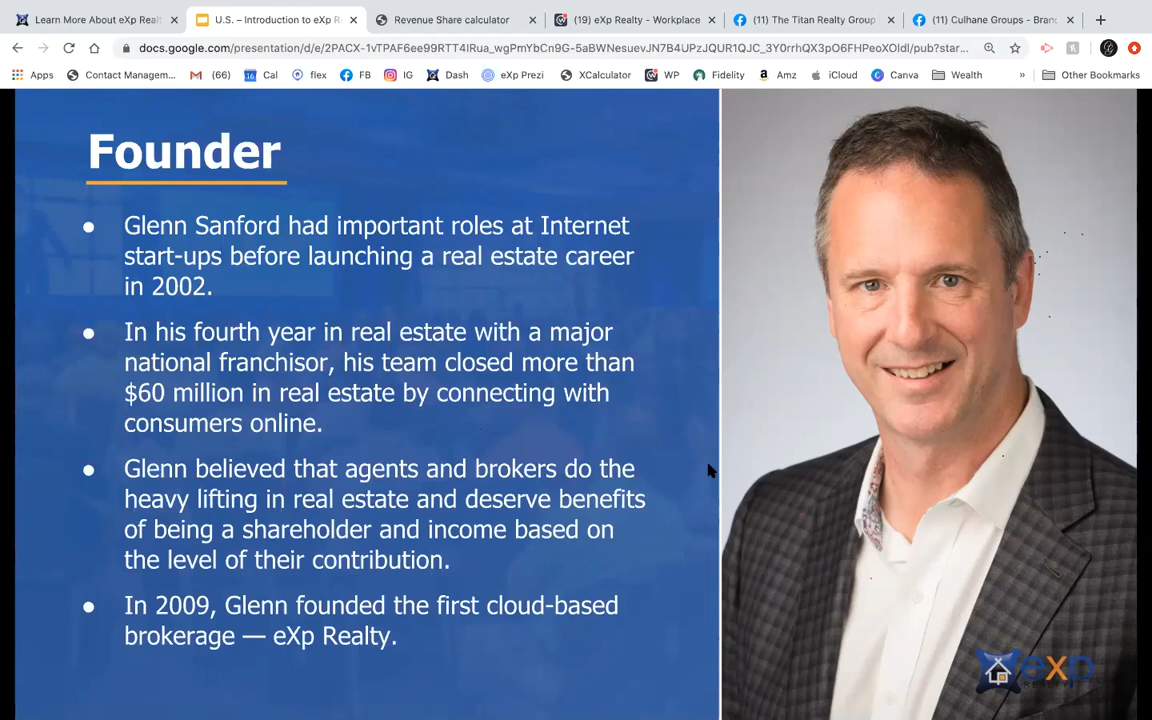 Learn More About eXp Realt
U.S. – Introduction to eXp R
Revenue Share calculator
(19) eXp Realty - Workplace
(11) The Titan Realty Group
(11) Culhane Groups - Branc
docs.google.com/presentation/d/e/2PACX-1vTPAF6ee99RTT4lRua_wgPmYbCn9G-5aBWNesuevJN7B4UPzJQUR1QJC_3Y0rrhQX3pO6FHPeoXOldI/pub?star...
Apps
Contact Managem...
(66)
Cal
flex
FB
IG
Dash
eXp Prezi
XCalculator
WP
Fidelity
Amz
iCloud
Canva
Wealth
»
Other Bookmarks
Founder
● Glenn Sanford had important roles at Internet
start-ups before launching a real estate career
in 2002.
● In his fourth year in real estate with a major
national franchisor, his team closed more than
$60 million in real estate by connecting with
consumers online.
● Glenn believed that agents and brokers do the
heavy lifting in real estate and deserve benefits
of being a shareholder and income based on
the level of their contribution.
● In 2009, Glenn founded the first cloud-based
brokerage — eXp Realty.
eXp
REALTY